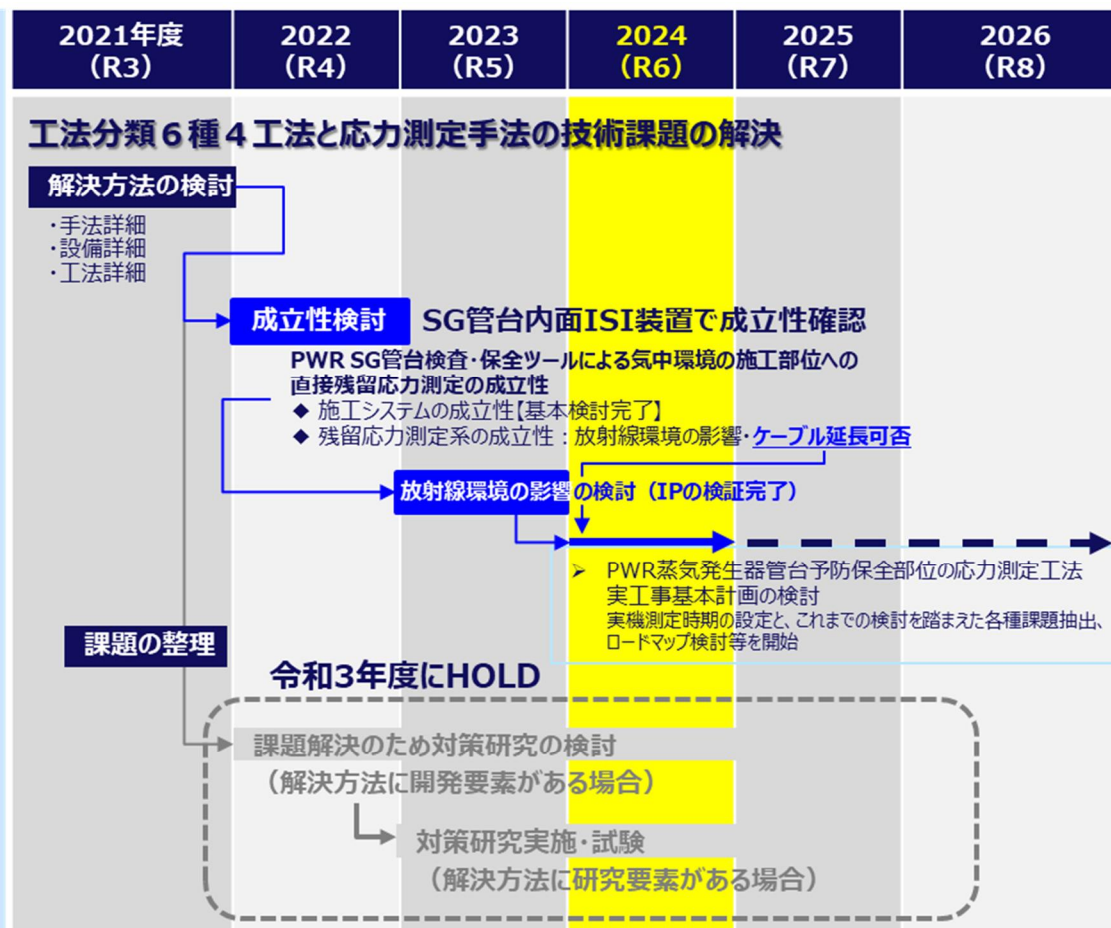 2021年度
（R3）
2022
（R4）
2023
（R5）
2024
（R6）
2025
（R7）
2026
（R8）
工法分類６種４工法と応力測定手法の技術課題の解決
解決方法の検討
・手法詳細
・設備詳細
・工法詳細
成立性検討
SG管台内面ISI装置で成立性確認
PWR SG管台検査・保全ツールによる気中環境の施工部位への
直接残留応力測定の成立性
◆ 施工システムの成立性【基本検討完了】
◆ 残留応力測定系の成立性：放射線環境の影響・ケーブル延長可否
放射線環境の影響の検討（IPの検証完了）
➢ PWR蒸気発生器管台予防保全部位の応力測定工法
実工事基本計画の検討
実機測定時期の設定と、これまでの検討を踏まえた各種課題抽出、
ロードマップ検討等を開始
課題の整理
令和3年度にHOLD
課題解決のため対策研究の検討
（解決方法に開発要素がある場合）
対策研究実施・試験
（解決方法に研究要素がある場合）